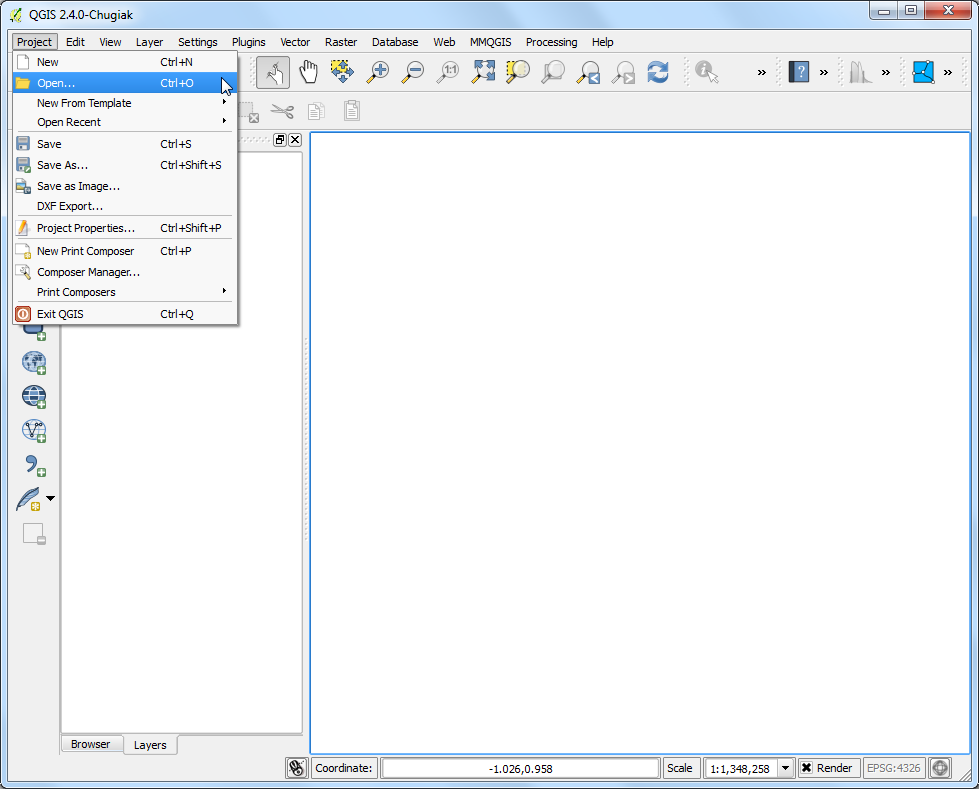 QGIS 2.4.0-Chugiak
Project Edit View Layer Settings Plugins Vector Raster Database Web MMQGIS Processing Help
New Ctrl+N
Open... Ctrl+O
New From Template
Open Recent
Save Ctrl+S
Save As... Ctrl+Shift+S
Save as Image...
DXF Export...
Project Properties... Ctrl+Shift+P
New Print Composer Ctrl+P
Composer Manager...
Print Composers
Exit QGIS Ctrl+Q
1:1
Browser Layers
Coordinate: -1.026,0.958 Scale 1:1,348,258 Render EPSG:4326